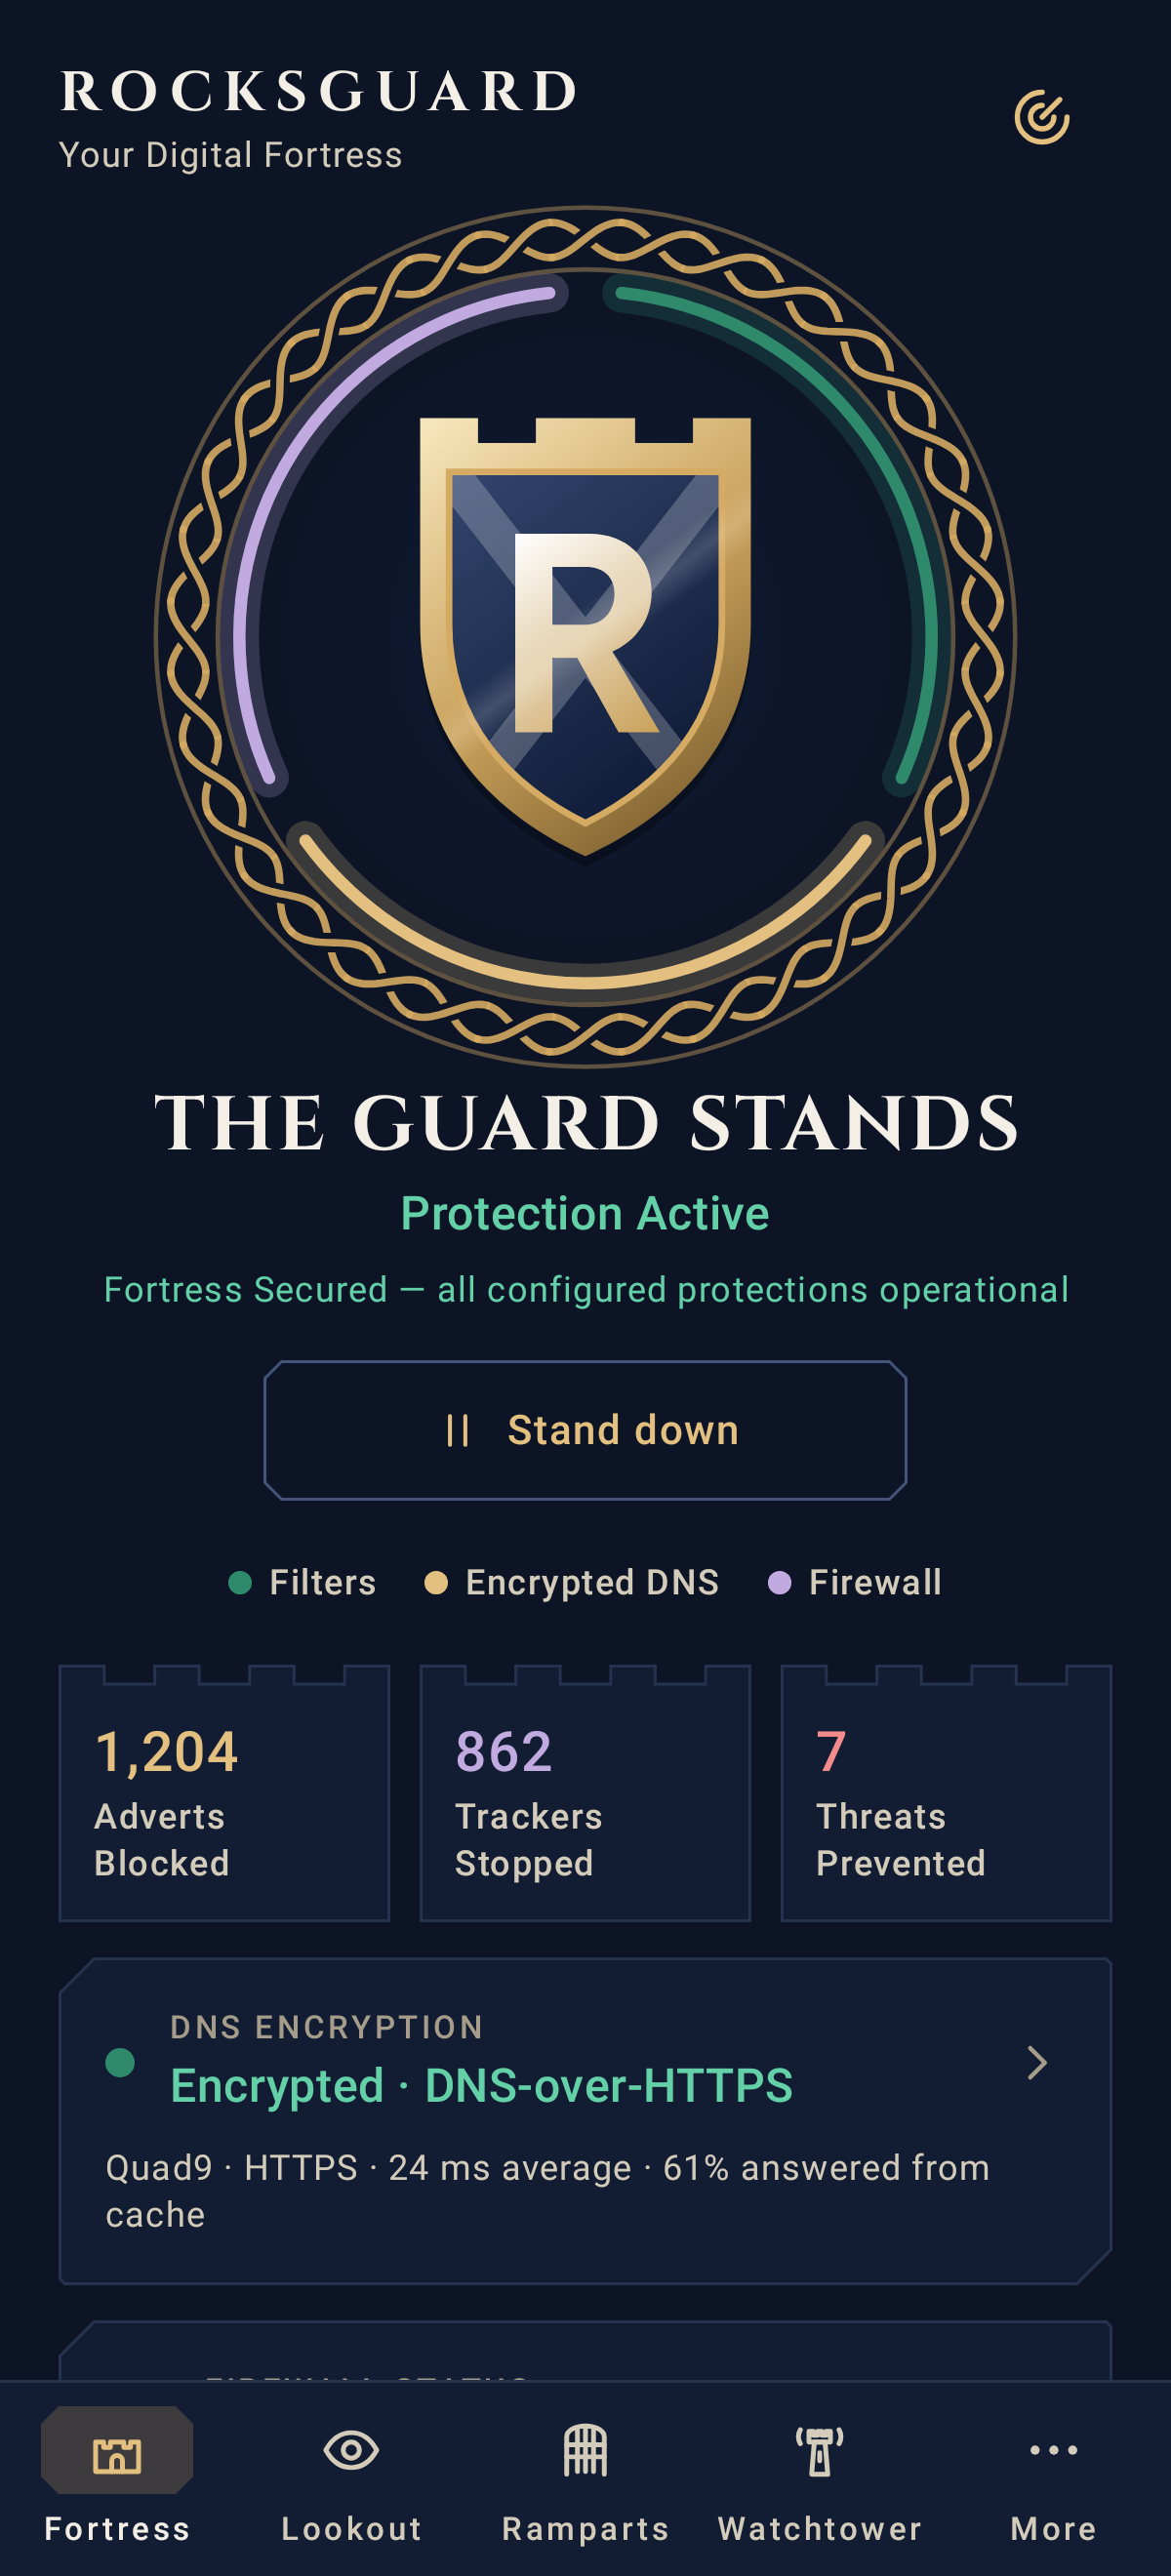 ROCKSGUARD
Your Digital Fortress
R
THE GUARD STANDS
Protection Active
Fortress Secured — all configured protections operational
Stand down
Filters
Encrypted DNS
Firewall
1,204
Adverts
Blocked
862
Trackers
Stopped
7
Threats
Prevented
DNS ENCRYPTION
Encrypted · DNS-over-HTTPS
Quad9 · HTTPS · 24 ms average · 61% answered from
cache
Fortress
Lookout
Ramparts
Watchtower
More